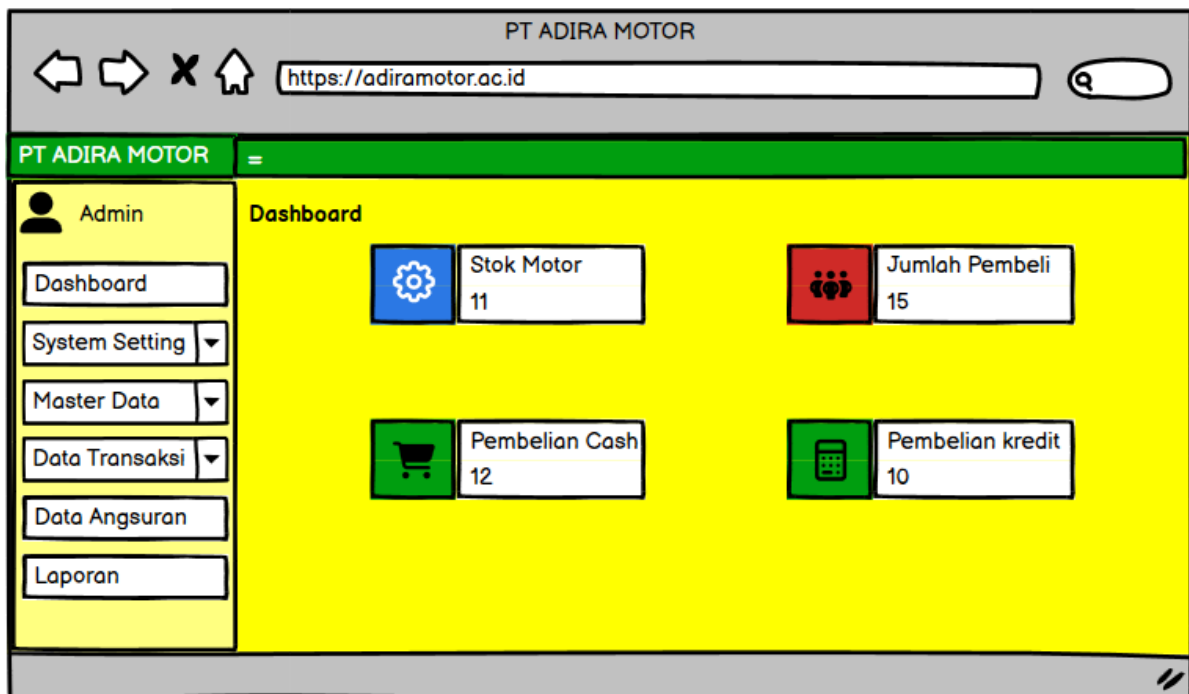 PT ADIRA MOTOR
https://adiramotor.ac.id
PT ADIRA MOTOR
=
Admin
Dashboard
System Setting
Master Data
Data Transaksi
Data Angsuran
Laporan
Dashboard
Stok Motor
11
Jumlah Pembeli
15
Pembelian Cash
12
Pembelian kredit
10